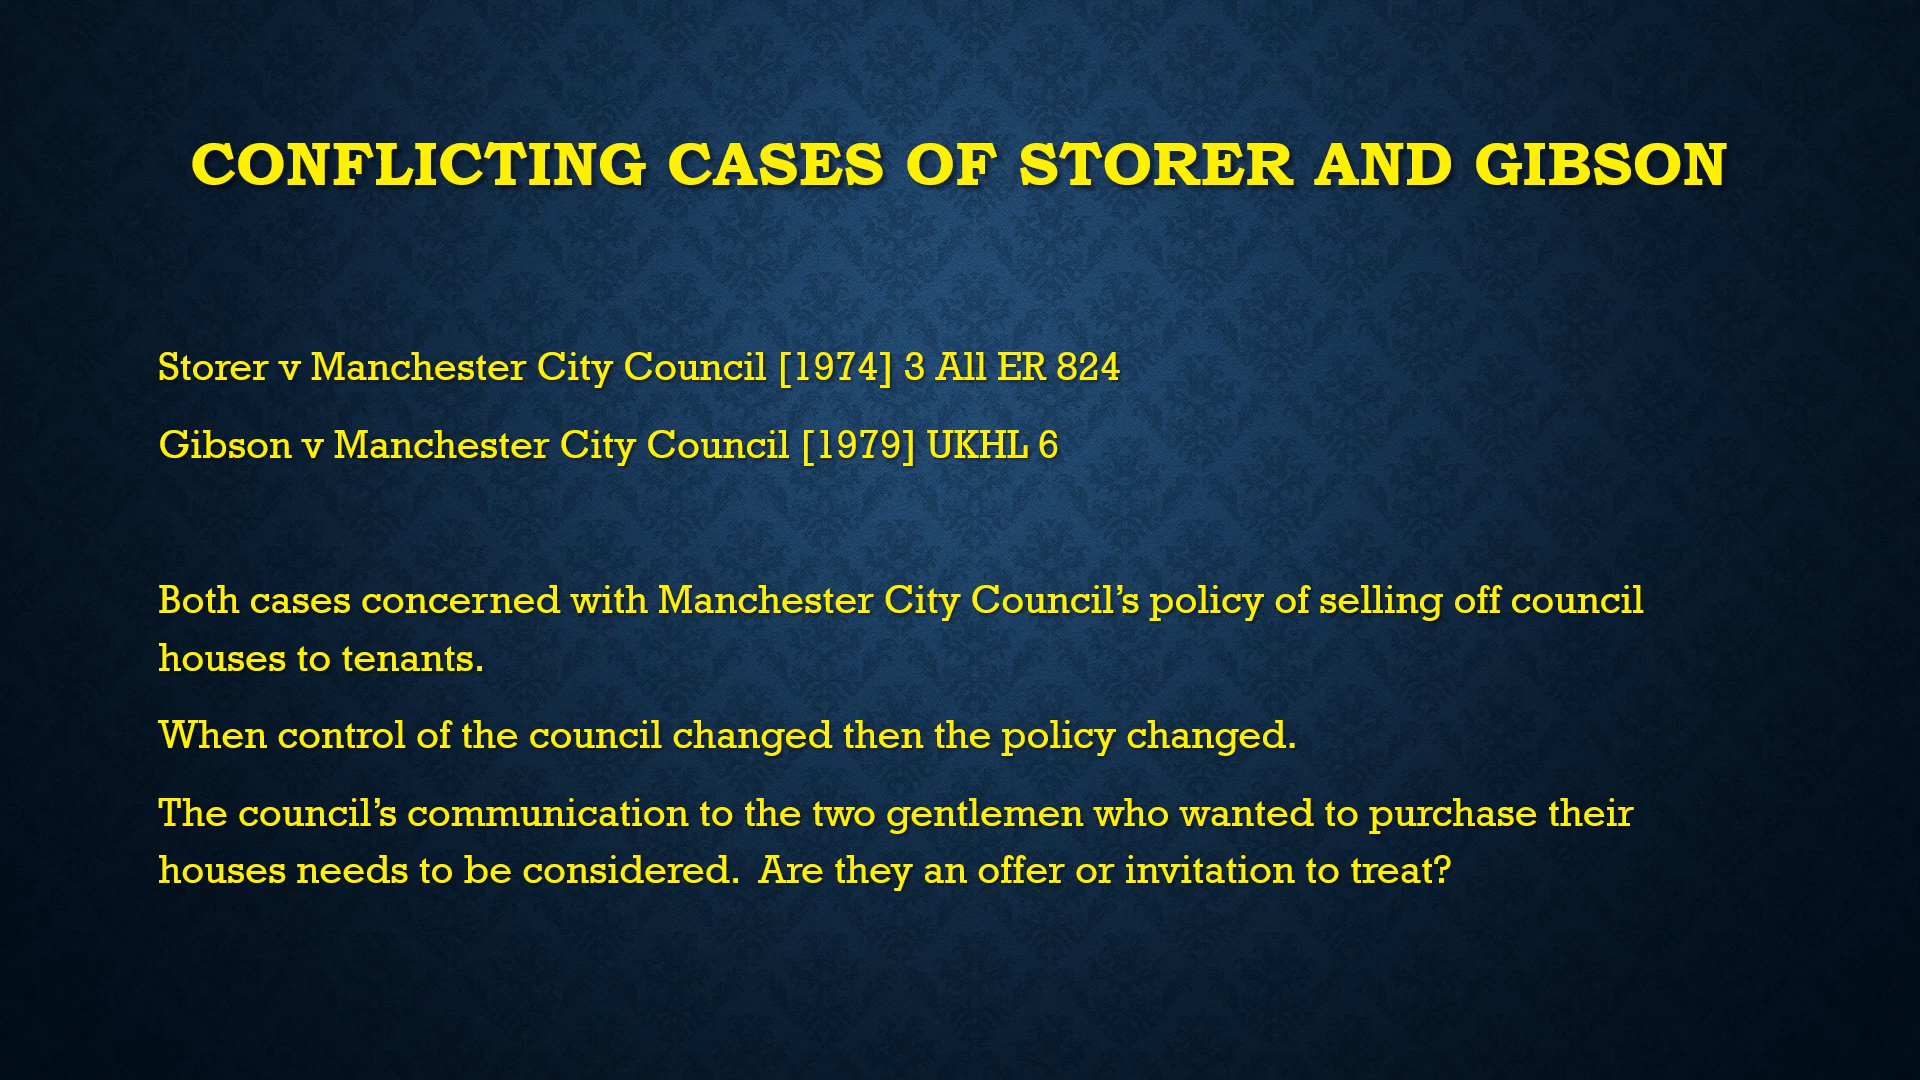 CONFLICTING CASES OF STORER AND GIBSON
Storer v Manchester City Council [1974] 3 All ER 824
Gibson v Manchester City Council [1979] UKHL 6
Both cases concerned with Manchester City Council’s policy of selling off council
houses to tenants.
When control of the council changed then the policy changed.
The council’s communication to the two gentlemen who wanted to purchase their
houses needs to be considered.  Are they an offer or invitation to treat?